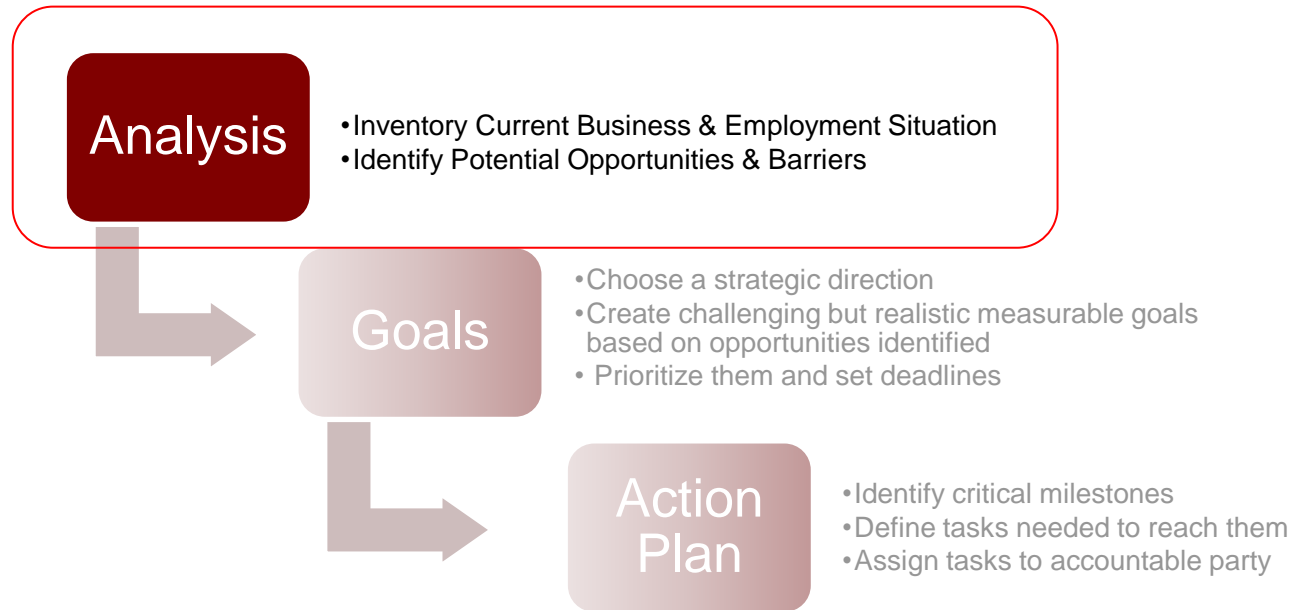 Analysis
•Inventory Current Business & Employment Situation
•Identify Potential Opportunities & Barriers
Goals
•Choose a strategic direction
•Create challenging but realistic measurable goals
based on opportunities identified
• Prioritize them and set deadlines
Action
Plan
•Identify critical milestones
•Define tasks needed to reach them
•Assign tasks to accountable party